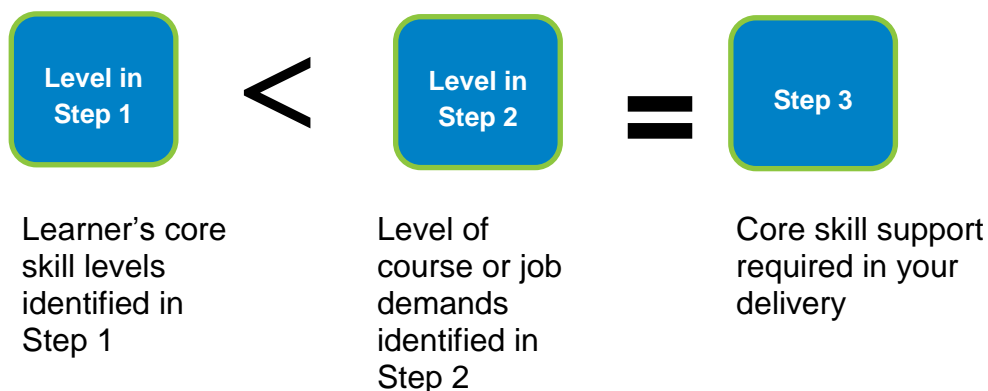 Level in
Step 1
<
Level in
Step 2
=
Step 3
Learner’s core
skill levels
identified in
Step 1
Level of
course or job
demands
identified in
Step 2
Core skill support
required in your
delivery